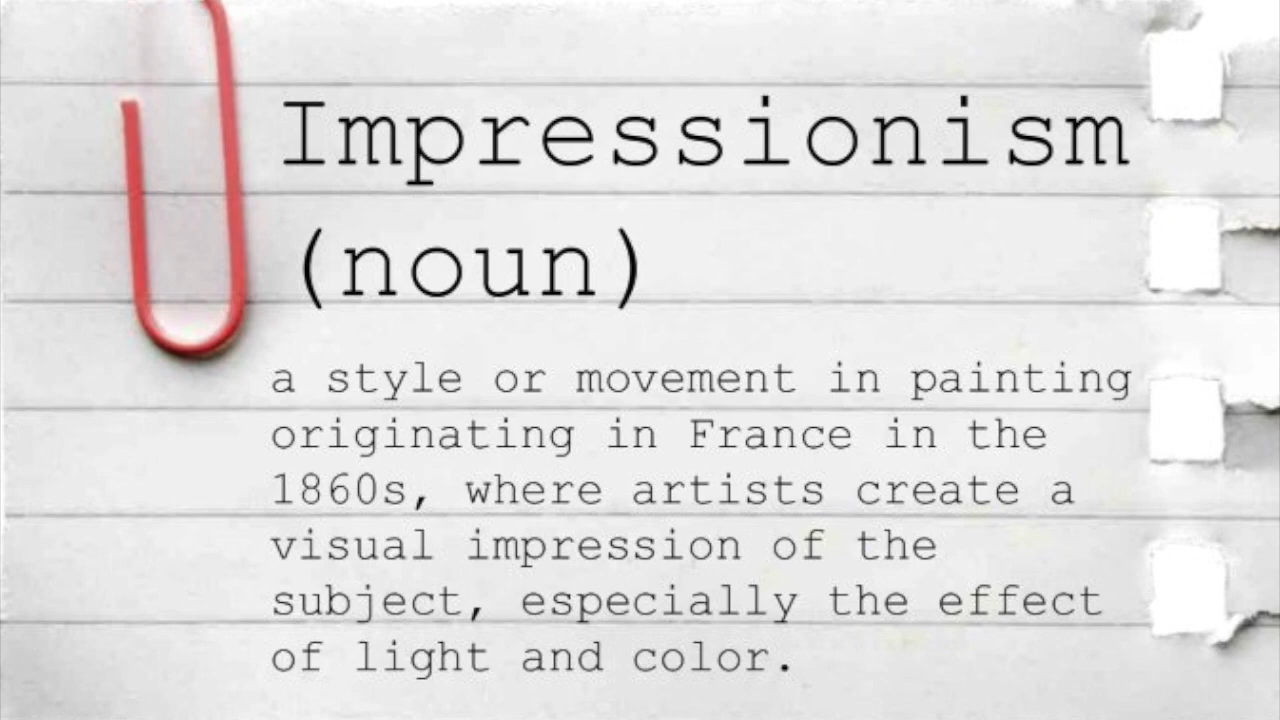 Impressionism
(noun)
a style or movement in painting
originating in France in the
1860s, where artists create a
visual impression of the
subject, especially the effect
of light and color.